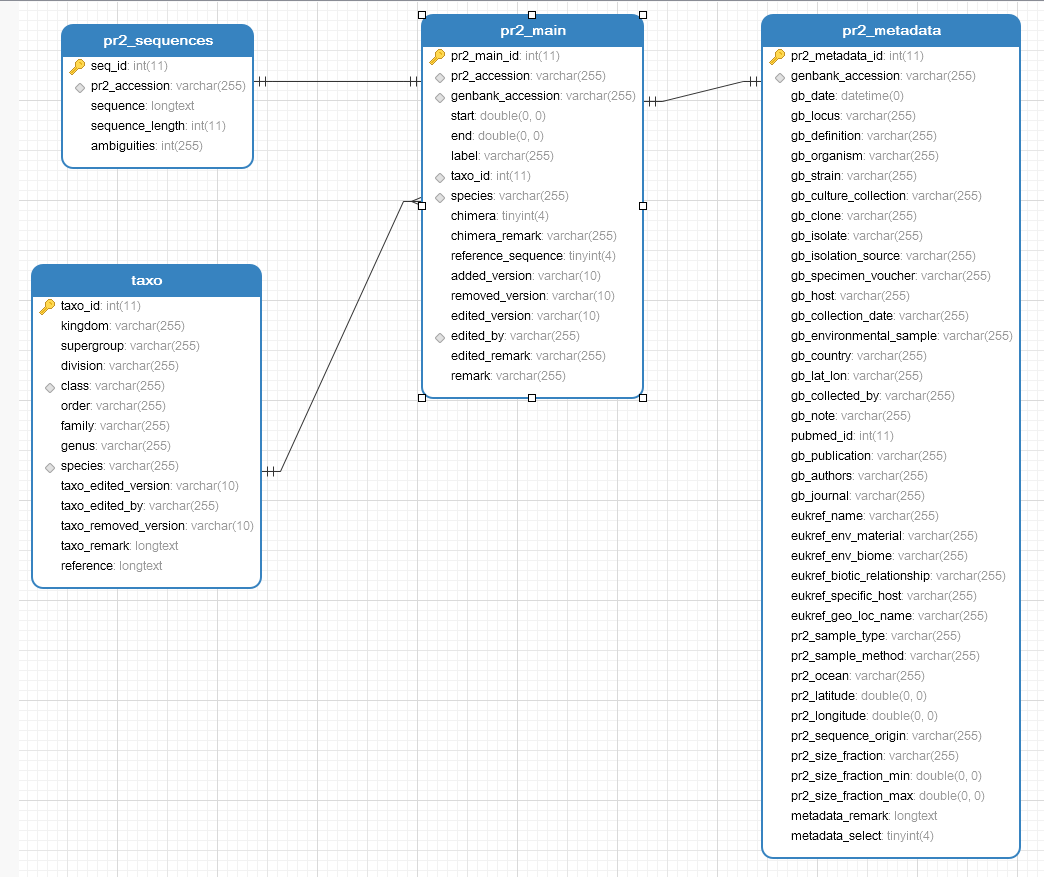 pr2_sequences
seq_id: int(11)
pr2_accession: varchar(255)
sequence: longtext
sequence_length: int(11)
ambiguities: int(255)
pr2_main
pr2_main_id: int(11)
pr2_accession: varchar(255)
genbank_accession: varchar(255)
start: double(0, 0)
end: double(0, 0)
label: varchar(255)
taxo_id: int(11)
species: varchar(255)
chimera: tinyint(4)
chimera_remark: varchar(255)
reference_sequence: tinyint(4)
added_version: varchar(10)
removed_version: varchar(10)
edited_version: varchar(10)
edited_by: varchar(255)
edited_remark: varchar(255)
remark: varchar(255)
taxo
taxo_id: int(11)
kingdom: varchar(255)
supergroup: varchar(255)
division: varchar(255)
class: varchar(255)
order: varchar(255)
family: varchar(255)
genus: varchar(255)
species: varchar(255)
taxo_edited_version: varchar(10)
taxo_edited_by: varchar(255)
taxo_removed_version: varchar(10)
taxo_remark: longtext
reference: longtext
pr2_metadata
pr2_metadata_id: int(11)
genbank_accession: varchar(255)
gb_date: datetime(0)
gb_locus: varchar(255)
gb_definition: varchar(255)
gb_organism: varchar(255)
gb_strain: varchar(255)
gb_culture_collection: varchar(255)
gb_clone: varchar(255)
gb_isolate: varchar(255)
gb_isolation_source: varchar(255)
gb_specimen_voucher: varchar(255)
gb_host: varchar(255)
gb_collection_date: varchar(255)
gb_environmental_sample: varchar(255)
gb_country: varchar(255)
gb_lat_lon: varchar(255)
gb_collected_by: varchar(255)
gb_note: varchar(255)
pubmed_id: int(11)
gb_publication: varchar(255)
gb_authors: varchar(255)
gb_journal: varchar(255)
eukref_name: varchar(255)
eukref_env_material: varchar(255)
eukref_env_biome: varchar(255)
eukref_biotic_relationship: varchar(255)
eukref_specific_host: varchar(255)
eukref_geo_loc_name: varchar(255)
pr2_sample_type: varchar(255)
pr2_sample_method: varchar(255)
pr2_ocean: varchar(255)
pr2_latitude: double(0, 0)
pr2_longitude: double(0, 0)
pr2_sequence_origin: varchar(255)
pr2_size_fraction: varchar(255)
pr2_size_fraction_min: double(0, 0)
pr2_size_fraction_max: double(0, 0)
metadata_remark: longtext
metadata_select: tinyint(4)